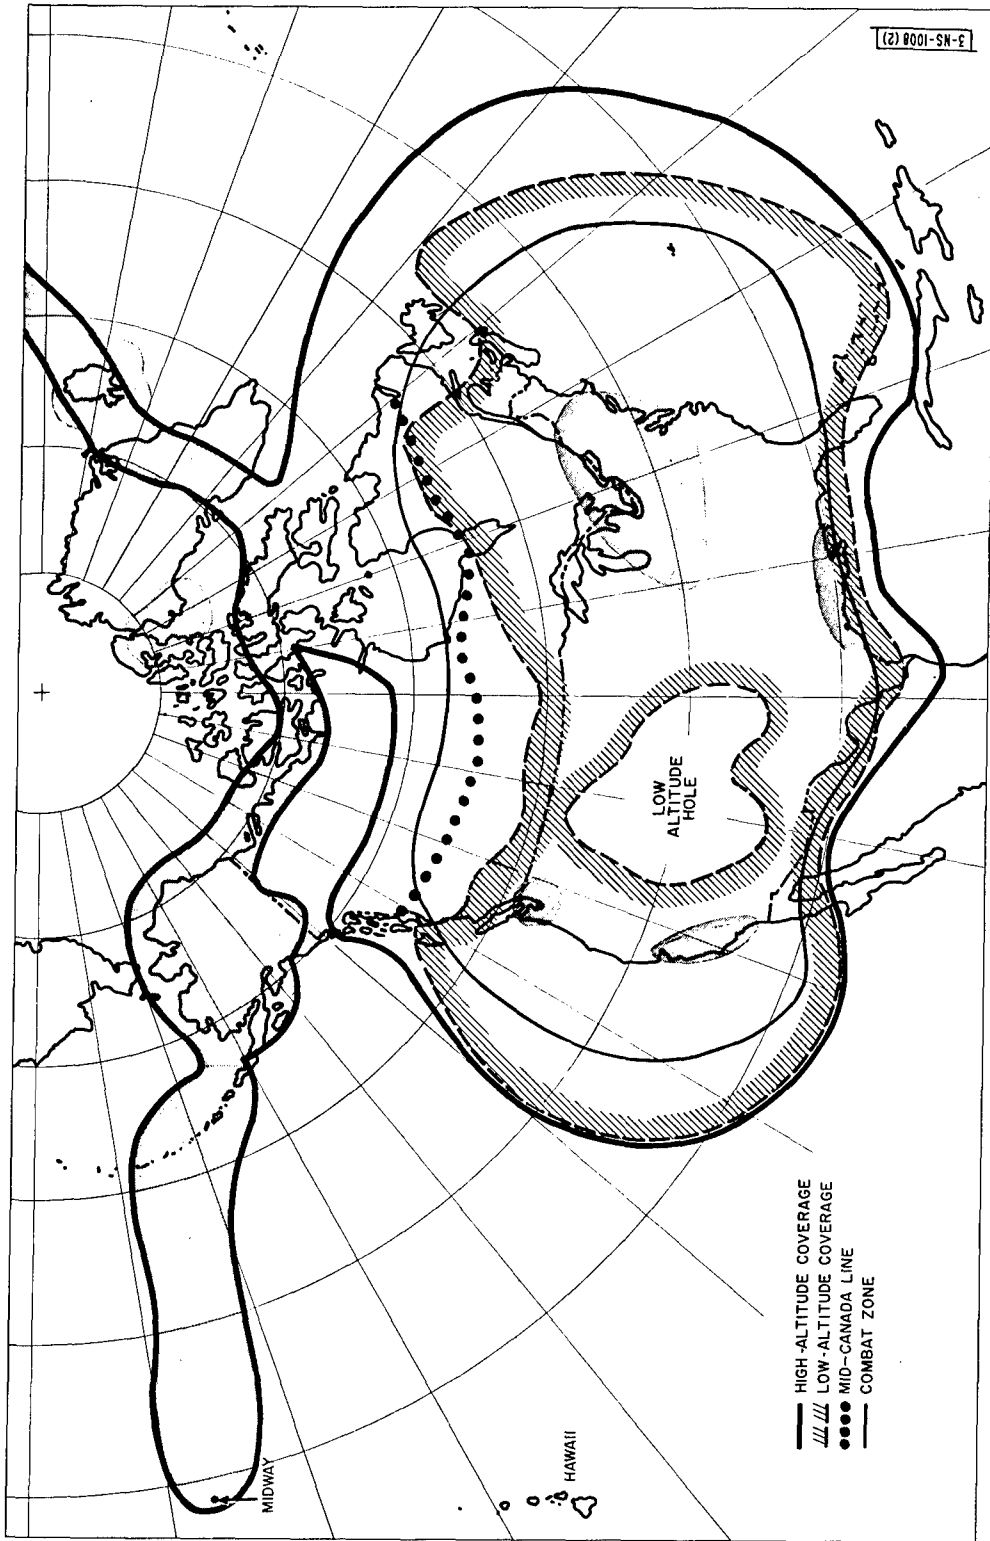 3-NS-1008 (2)
LOW
ALTITUDE
HOLE
MIDWAY
HAWAII
HIGH-ALTITUDE COVERAGE
LOW-ALTITUDE COVERAGE
MID-CANADA LINE
COMBAT ZONE